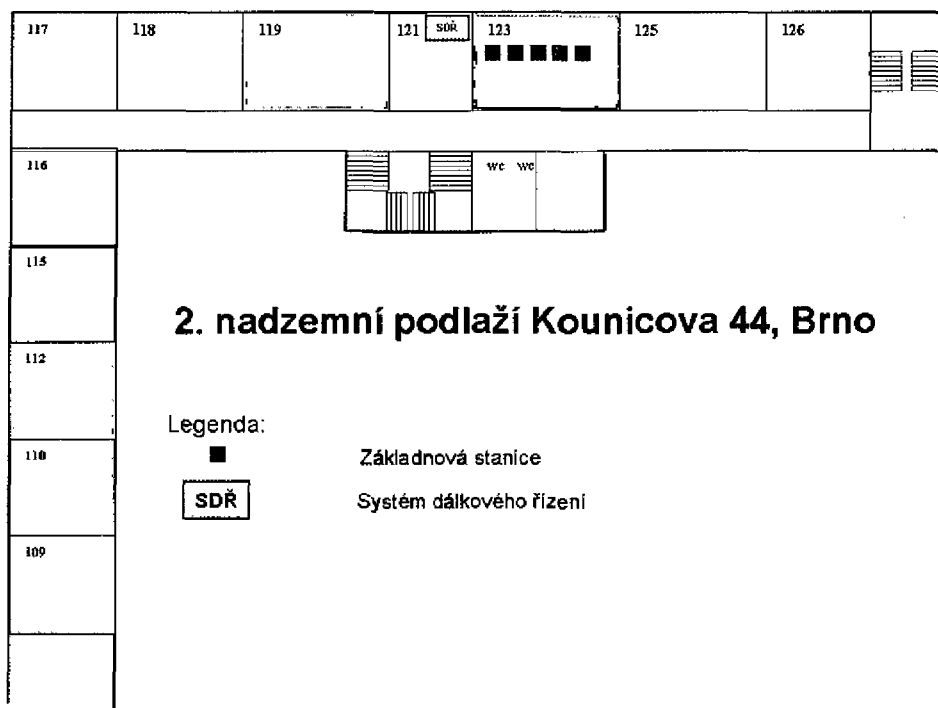 117 118 119 121 SDŘ 123 125 126
116 wc wc
115
2. nadzemní podlaží Kounicova 44, Brno
112
Legenda:
110
Základnová stanice
SDŘ Systém dálkového řízení
109